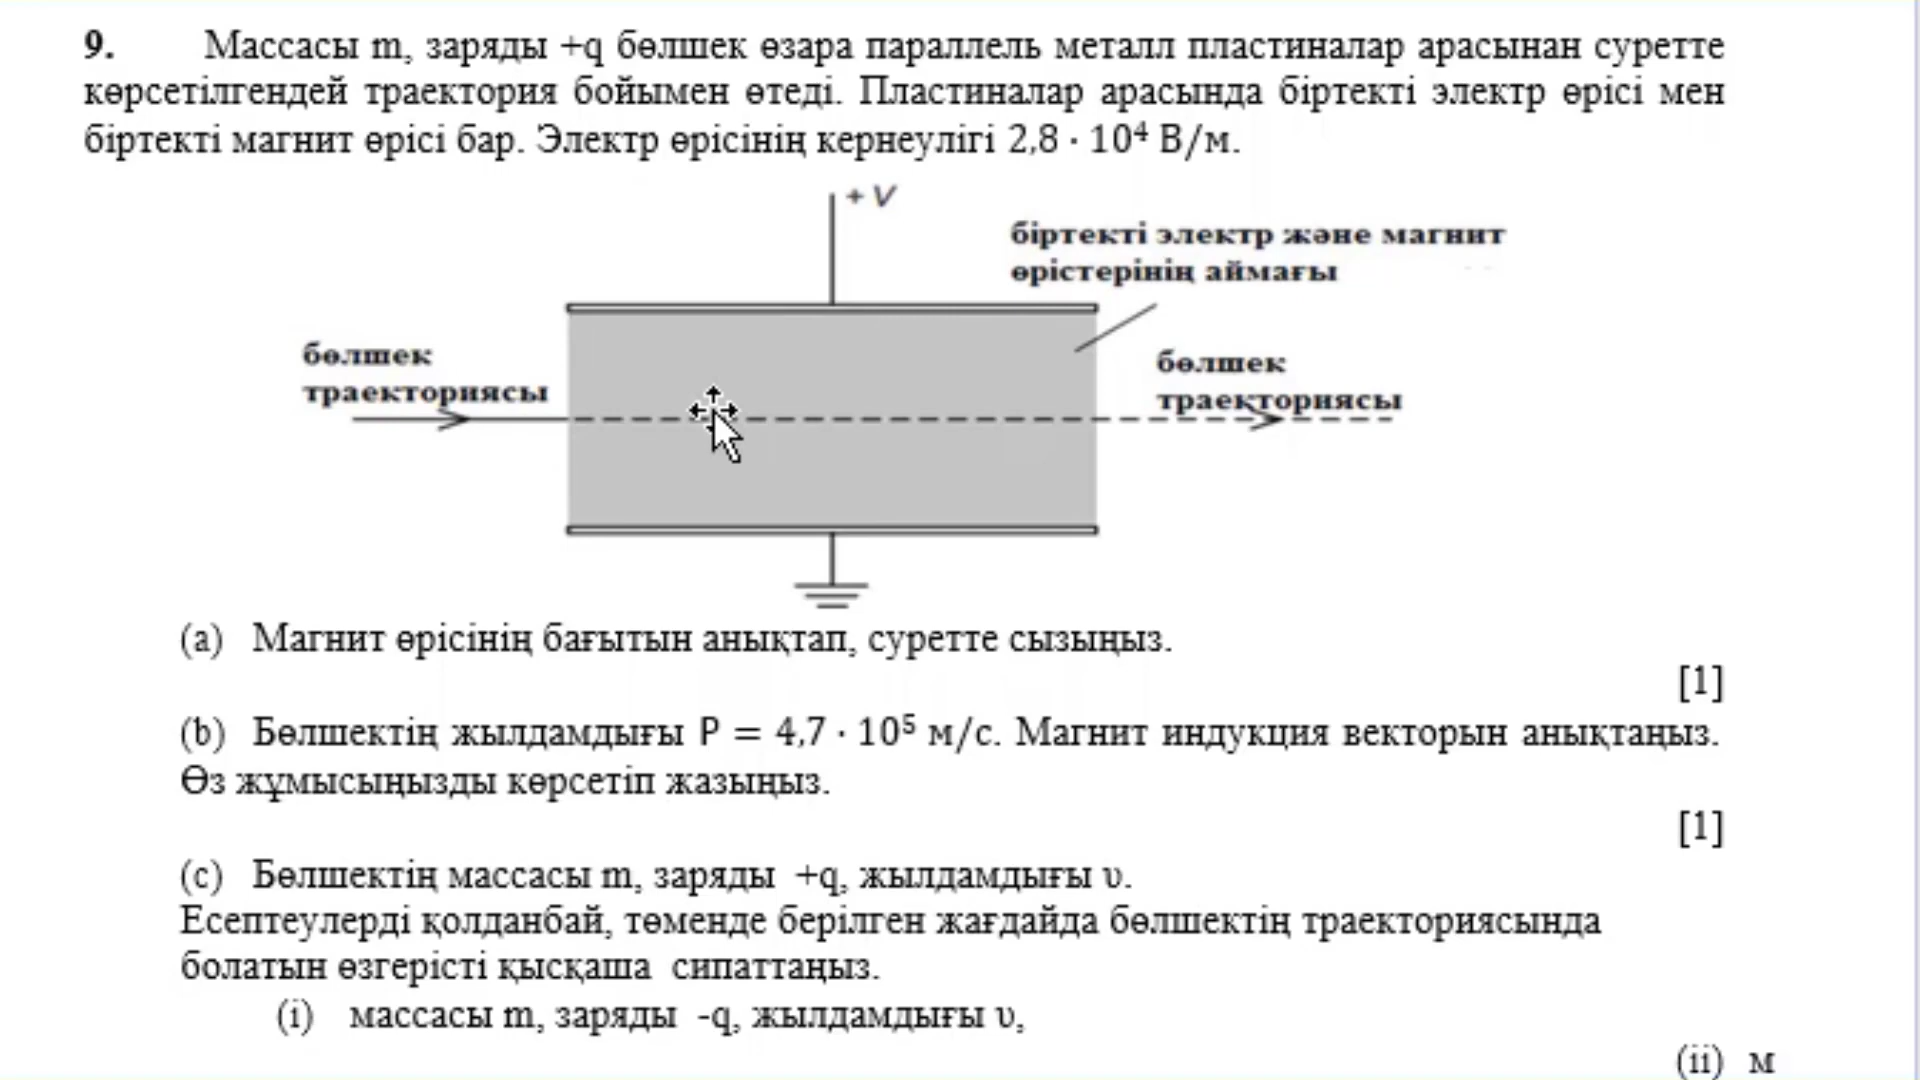 9. Массасы m, заряды +q бөлшек өзара параллель металл пластиналар арасынан суретте
көрсетілгендей траектория бойымен өтеді. Пластиналар арасында біртекті электр өрісі мен
біртекті магнит өрісі бар. Электр өрісінің кернеулігі 2,8 · 10⁴ В/м.
+ V
біртекті электр және магнит
өрістерінің аймағы
бөлшек
траекториясы
бөлшек
траекториясы
(a) Магнит өрісінің бағытын анықтап, суретте сызыңыз.
[1]
(b) Бөлшектің жылдамдығы P = 4,7 · 10⁵ м/с. Магнит индукция векторын анықтаңыз.
Өз жұмысыңызды көрсетіп жазыңыз.
[1]
(c) Бөлшектің массасы m, заряды +q, жылдамдығы υ.
Есептеулерді қолданбай, төменде берілген жағдайда бөлшектің траекториясында
болатын өзгерісті қысқаша сипаттаңыз.
(i) массасы m, заряды -q, жылдамдығы υ,
(ii) м